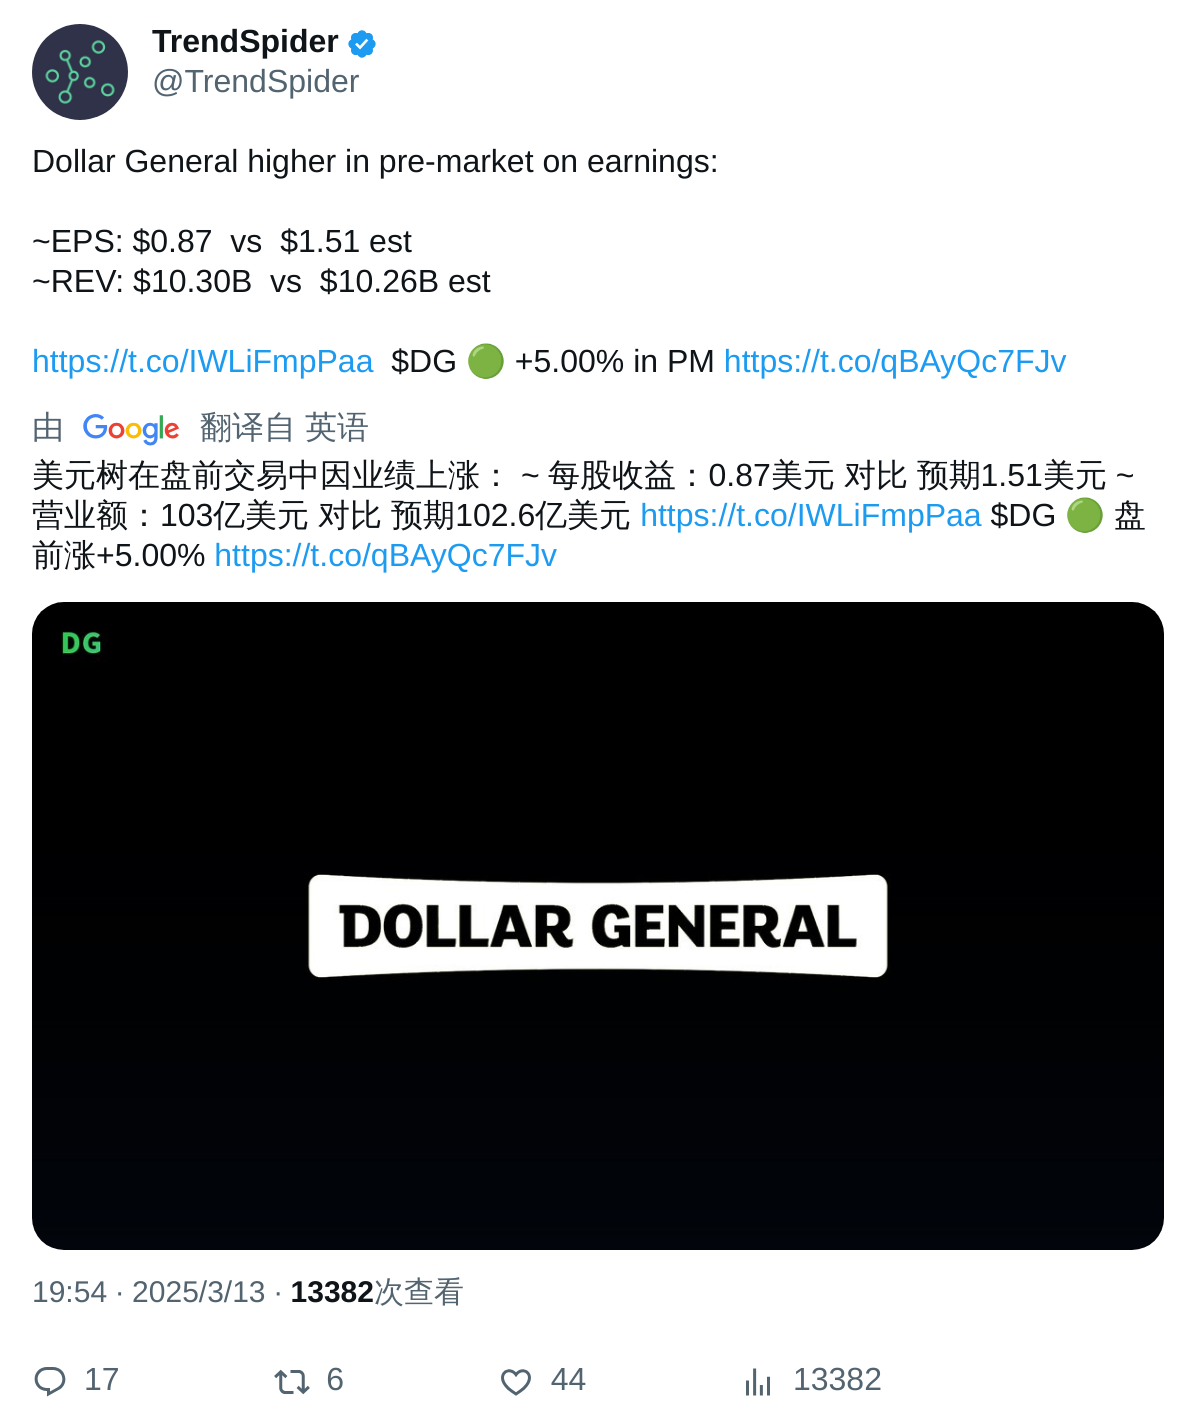 TrendSpider
@TrendSpider
Dollar General higher in pre-market on earnings:
~EPS: $0.87  vs  $1.51 est
~REV: $10.30B  vs  $10.26B est
https://t.co/IWLiFmpPaa  $DG 🟢 +5.00% in PM https://t.co/qBAyQc7FJv
由 Google 翻译自 英语
美元树在盘前交易中因业绩上涨： ~ 每股收益：0.87美元 对比 预期1.51美元 ~
营业额：103亿美元 对比 预期102.6亿美元 https://t.co/IWLiFmpPaa $DG 🟢 盘
前涨+5.00% https://t.co/qBAyQc7FJv
DG
DOLLAR GENERAL
19:54 · 2025/3/13 · 13382次查看
17 6 44 13382